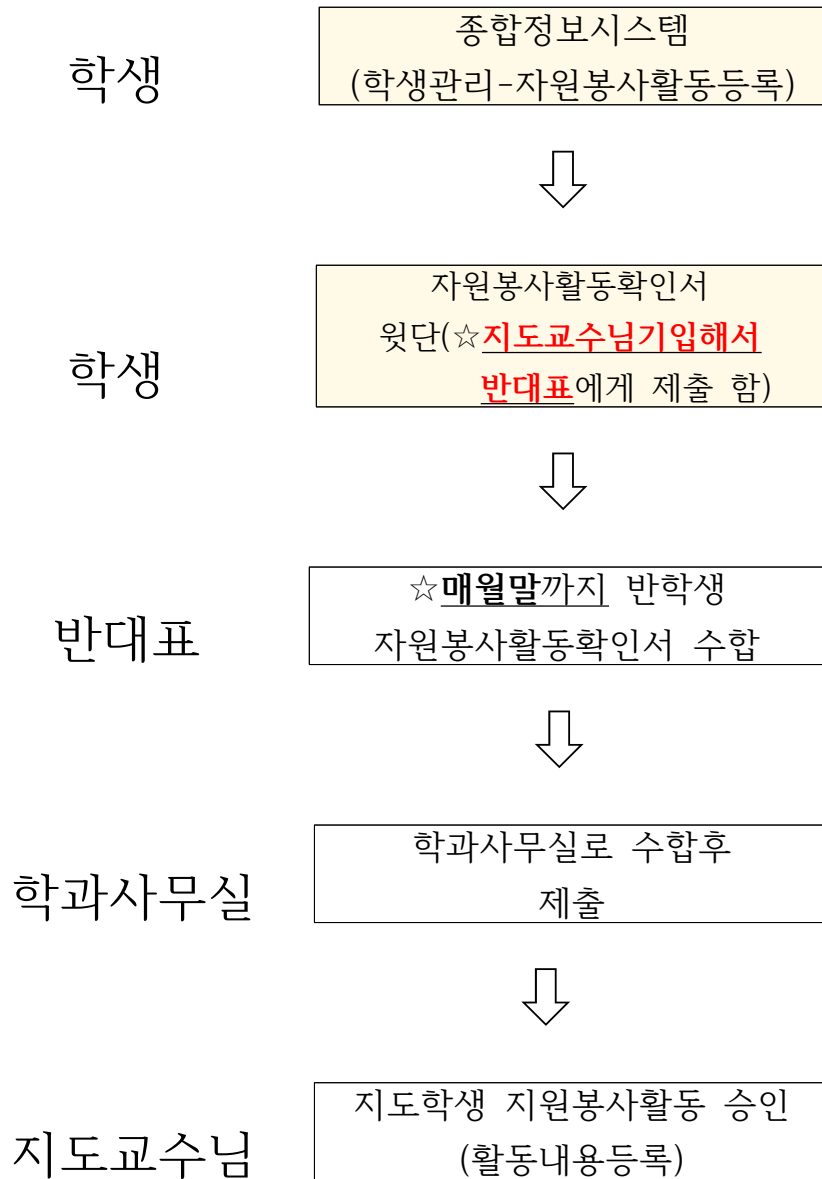 학생
종합정보시스템
(학생관리-자원봉사활동등록)
학생
자원봉사활동확인서
윗단(☆지도교수님기입해서
반대표에게 제출 함)
반대표
☆매월말까지 반학생
자원봉사활동확인서 수합
학과사무실
학과사무실로 수합후
제출
지도교수님
지도학생 지원봉사활동 승인
(활동내용등록)